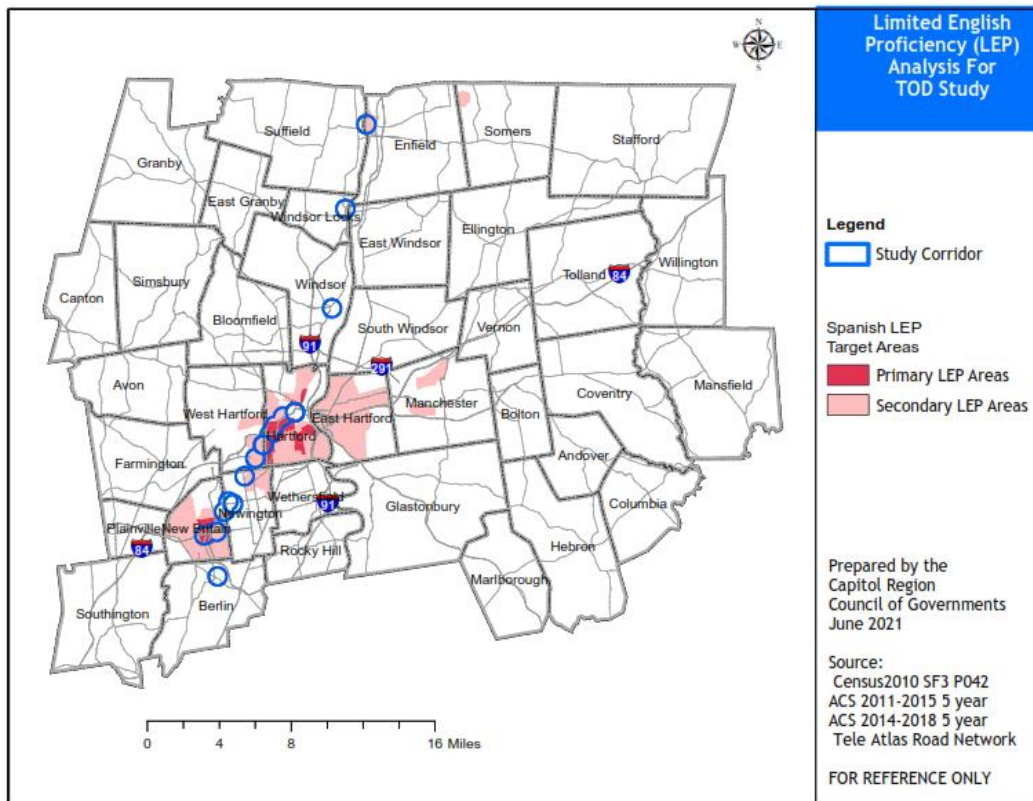 Limited English
Proficiency (LEP)
Analysis For
TOD Study
N
W E
S
Suffield
Enfield
Somers
Stafford
Granby
East Granby
Windsor Locks
East Windsor
Ellington
Willington
Tolland
84
Canton
Simsbury
Windsor
Bloomfield
South Windsor
Vernon
91
291
Avon
West Hartford
East Hartford
Manchester
Bolton
Coventry
Mansfield
Hartford
Farmington
Andover
Columbia
Wethersfield
91
Glastonbury
Newington
Plainville
New Britain
84
Rocky Hill
Hebron
Marlborough
Southington
Berlin
0 4 8 16 Miles
Legend
Study Corridor
Spanish LEP
Target Areas
Primary LEP Areas
Secondary LEP Areas
Prepared by the
Capitol Region
Council of Governments
June 2021
Source:
Census2010 SF3 P042
ACS 2011-2015 5 year
ACS 2014-2018 5 year
Tele Atlas Road Network
FOR REFERENCE ONLY